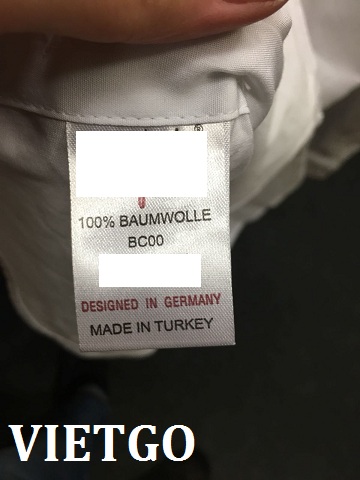 ®
100% BAUMWOLLE
BC00
DESIGNED IN GERMANY
MADE IN TURKEY
VIETGO